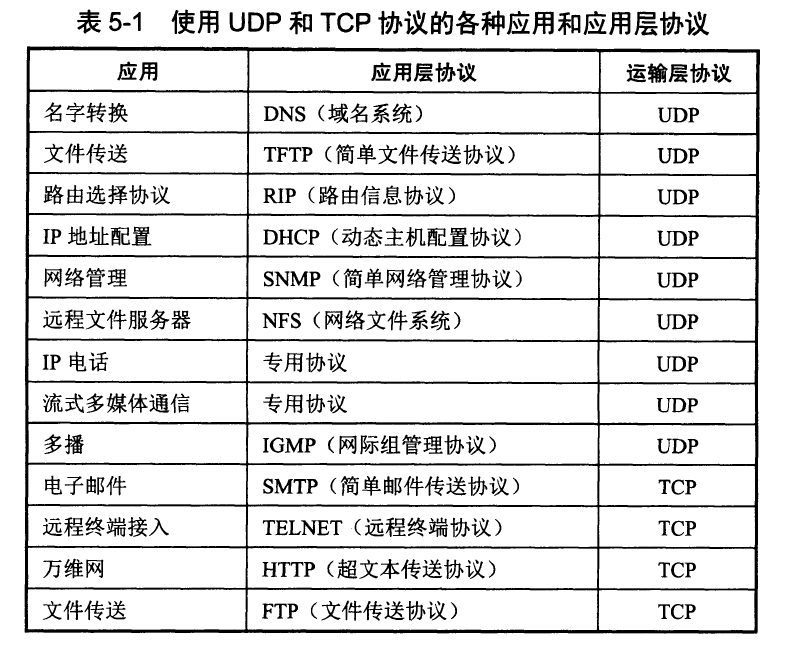 表 5-1 使用 UDP 和 TCP 协议的各种应用和应用层协议
应用 应用层协议 运输层协议
名字转换 DNS（域名系统） UDP
文件传送 TFTP（简单文件传送协议） UDP
路由选择协议 RIP（路由信息协议） UDP
IP 地址配置 DHCP（动态主机配置协议） UDP
网络管理 SNMP（简单网络管理协议） UDP
远程文件服务器 NFS（网络文件系统） UDP
IP 电话 专用协议 UDP
流式多媒体通信 专用协议 UDP
多播 IGMP（网际组管理协议） UDP
电子邮件 SMTP（简单邮件传送协议） TCP
远程终端接入 TELNET（远程终端协议） TCP
万维网 HTTP（超文本传送协议） TCP
文件传送 FTP（文件传送协议） TCP